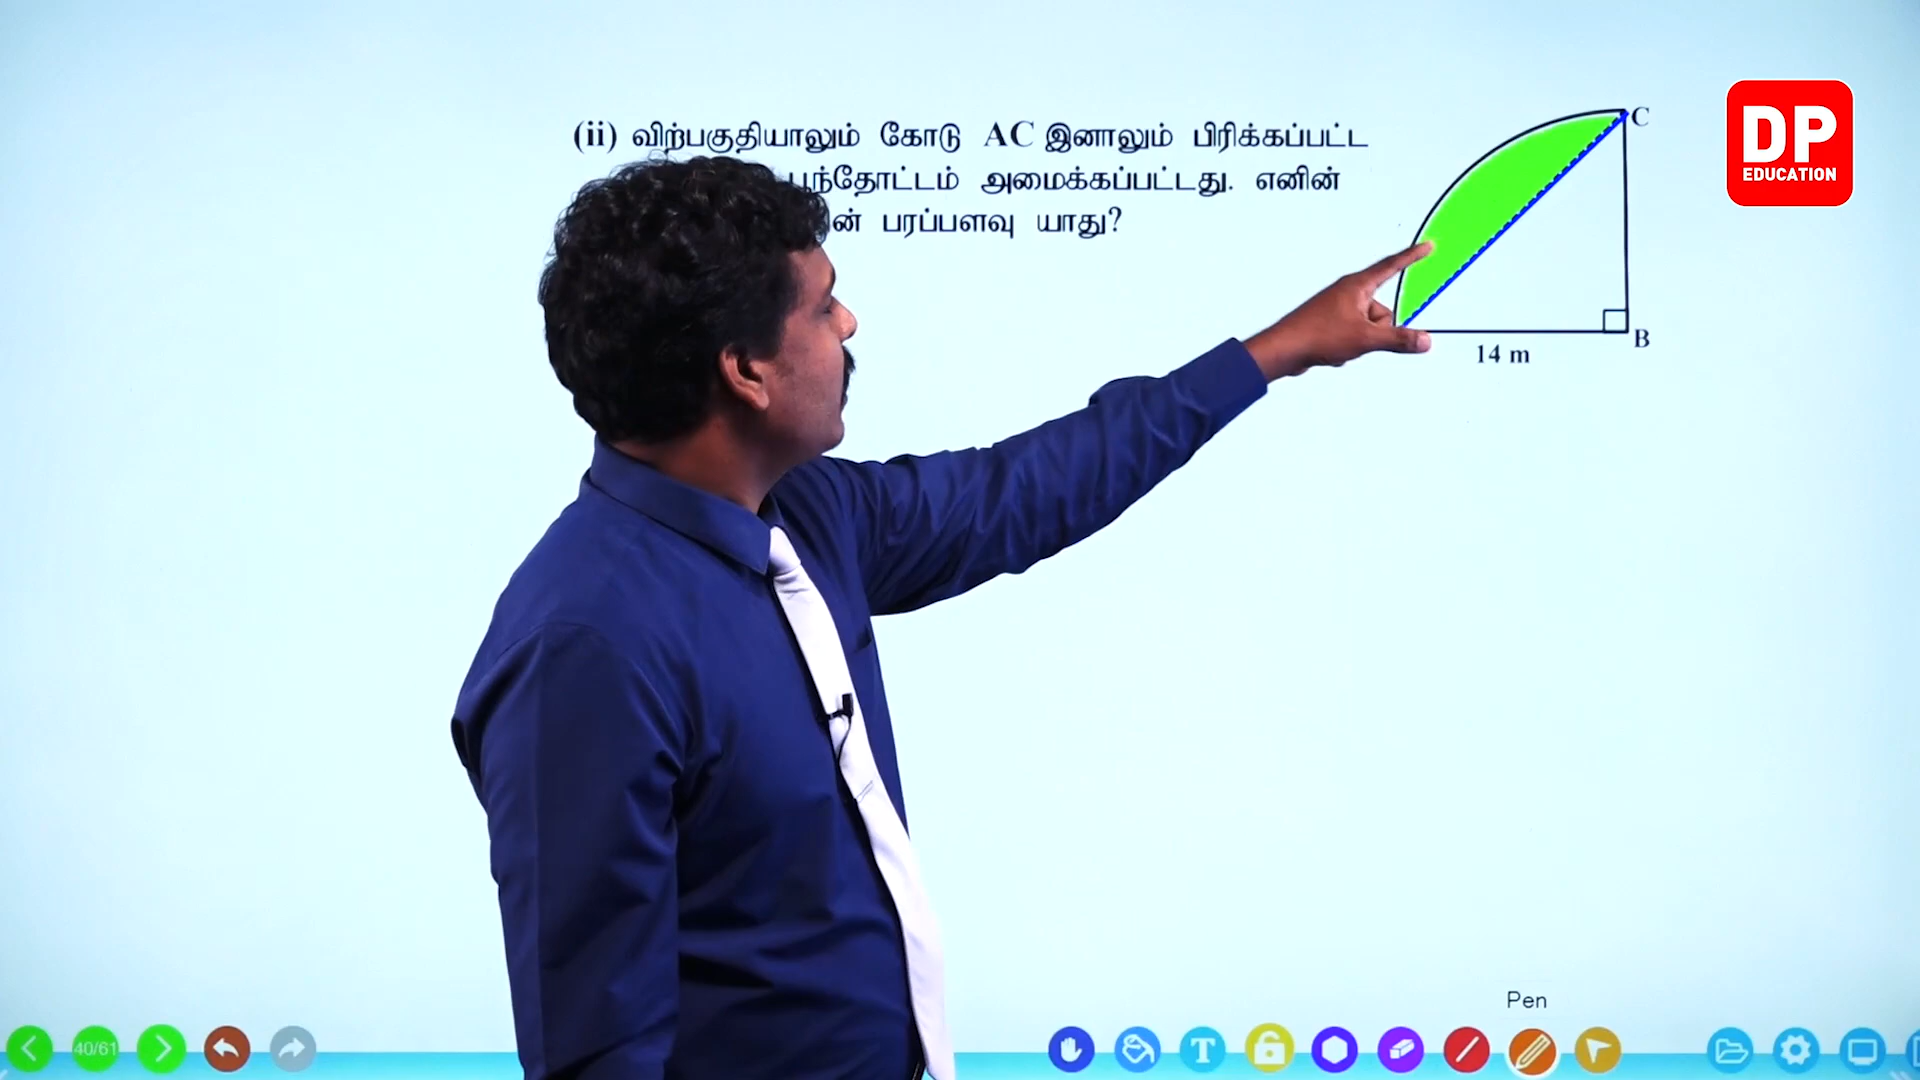 (ii) விற்பகுதியாலும் கோடு AC இனாலும் பிரிக்கப்பட்ட
பூந்தோட்டம் அமைக்கப்பட்டது. எனின்
பரப்பளவு யாது?
C
B
14 m
DP
EDUCATION
Pen
40/61
T